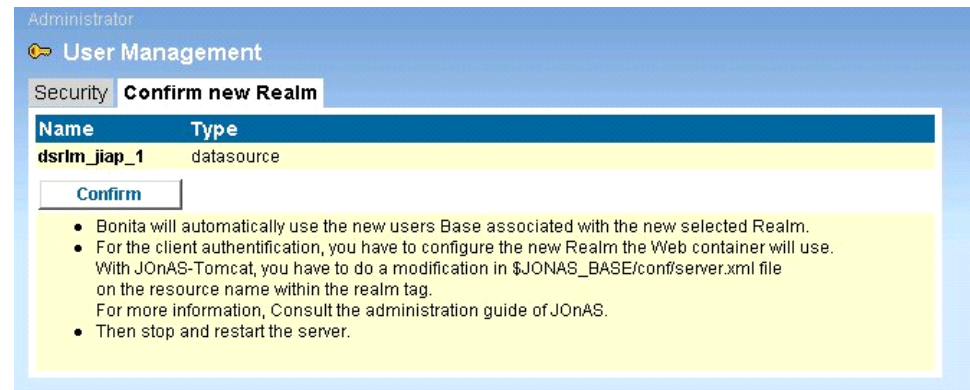 Administrator
User Management
Security Confirm new Realm
Name Type
dsrlm_jiap_1 datasource
Confirm
• Bonita will automatically use the new users Base associated with the new selected Realm.
• For the client authentification, you have to configure the new Realm the Web container will use.
With JOnAS-Tomcat, you have to do a modification in $JONAS_BASE/conf/server.xml file
on the resource name within the realm tag.
For more information, Consult the administration guide of JOnAS.
• Then stop and restart the server.